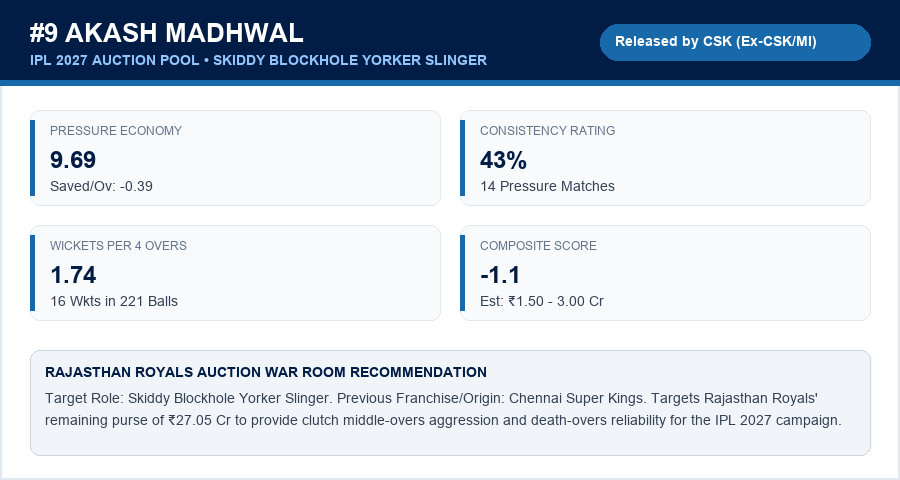 #9 AKASH MADHWAL
IPL 2027 AUCTION POOL • SKIDDY BLOCKHOLE YORKER SLINGER
Released by CSK (Ex-CSK/MI)
PRESSURE ECONOMY
9.69
Saved/Ov: -0.39
CONSISTENCY RATING
43%
14 Pressure Matches
WICKETS PER 4 OVERS
1.74
16 Wkts in 221 Balls
COMPOSITE SCORE
-1.1
Est: ₹1.50 - 3.00 Cr
RAJASTHAN ROYALS AUCTION WAR ROOM RECOMMENDATION
Target Role: Skiddy Blockhole Yorker Slinger. Previous Franchise/Origin: Chennai Super Kings. Targets Rajasthan Royals'
remaining purse of ₹27.05 Cr to provide clutch middle-overs aggression and death-overs reliability for the IPL 2027 campaign.